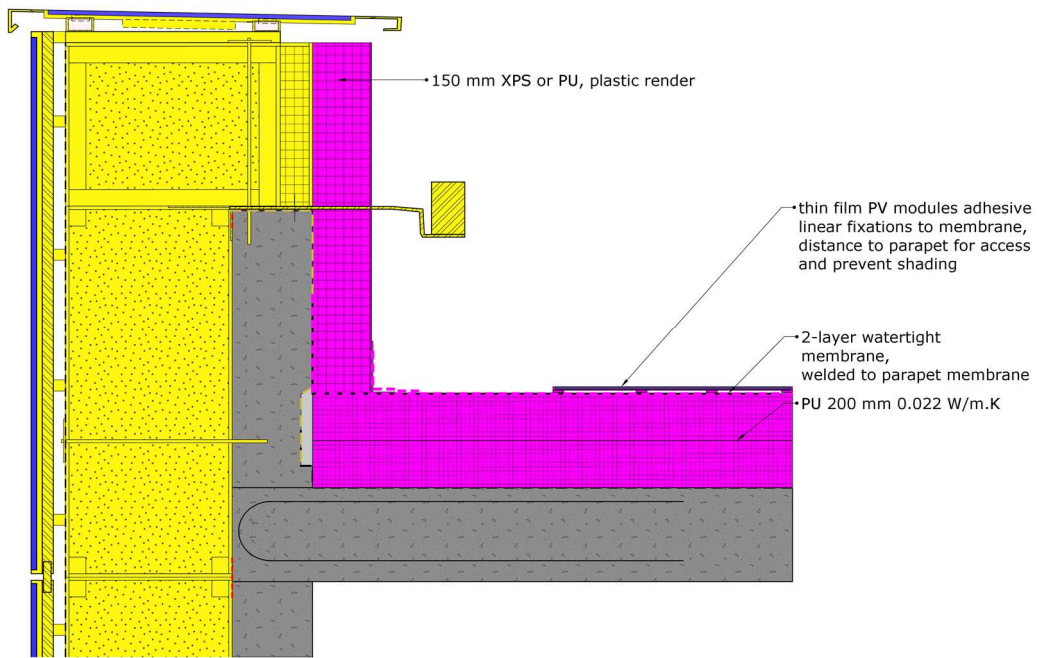 150 mm XPS or PU, plastic render
thin film PV modules adhesive
linear fixations to membrane,
distance to parapet for access
and prevent shading
2-layer watertight
membrane,
welded to parapet membrane
PU 200 mm 0.022 W/m.K